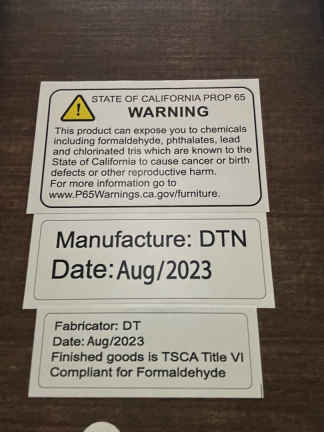 STATE OF CALIFORNIA PROP 65
WARNING
This product can expose you to chemicals
including formaldehyde, phthalates, lead
and chlorinated tris which are known to the
State of California to cause cancer or birth
defects or other reproductive harm.
For more information go to
www.P65Warnings.ca.gov/furniture.
Manufacture: DTN
Date: Aug/2023
Fabricator: DT
Date: Aug/2023
Finished goods is TSCA Title VI
Compliant for Formaldehyde